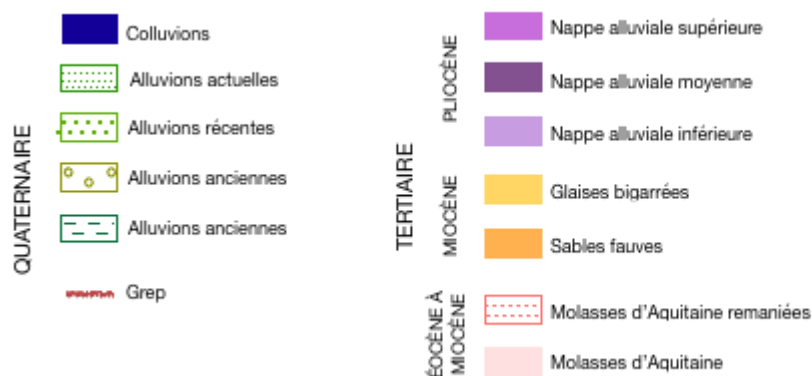 QUATERNAIRE
Colluvions
Alluvions actuelles
Alluvions récentes
Alluvions anciennes
Alluvions anciennes
Grep
TERTIAIRE
PLIOCÈNE
Nappe alluviale supérieure
Nappe alluviale moyenne
Nappe alluviale inférieure
MIOCÈNE
Glaises bigarrées
Sables fauves
ÉOCÈNE À
MIOCÈNE
Molasses d'Aquitaine remaniées
Molasses d'Aquitaine